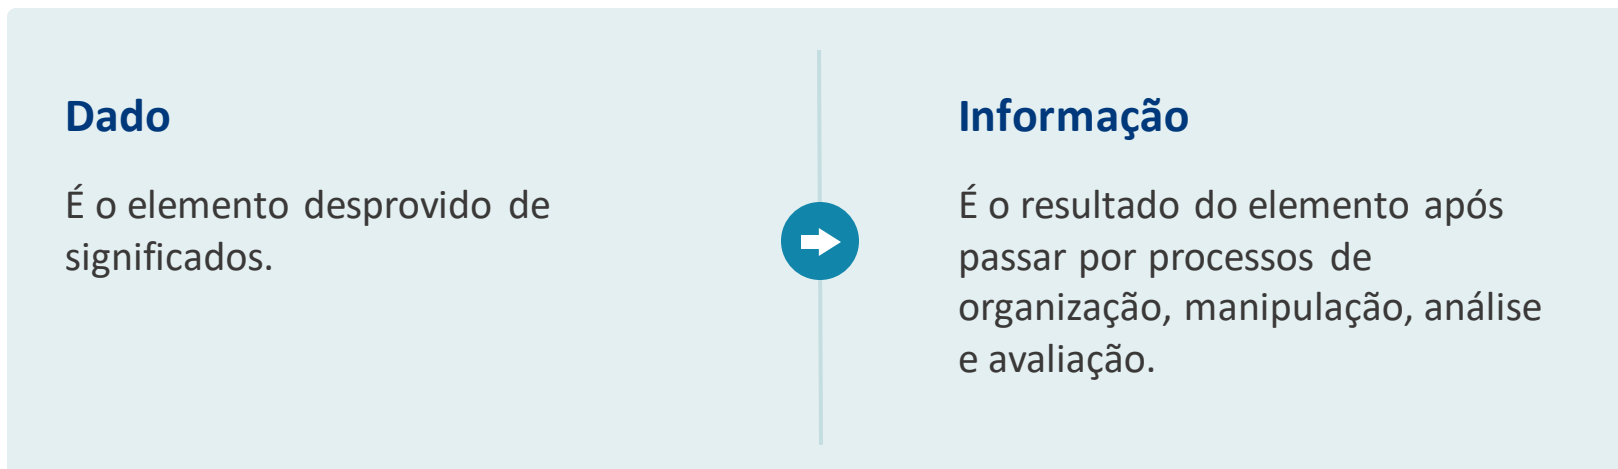 Dado
É o elemento desprovido de
significados.
Informação
É o resultado do elemento após
passar por processos de
organização, manipulação, análise
e avaliação.